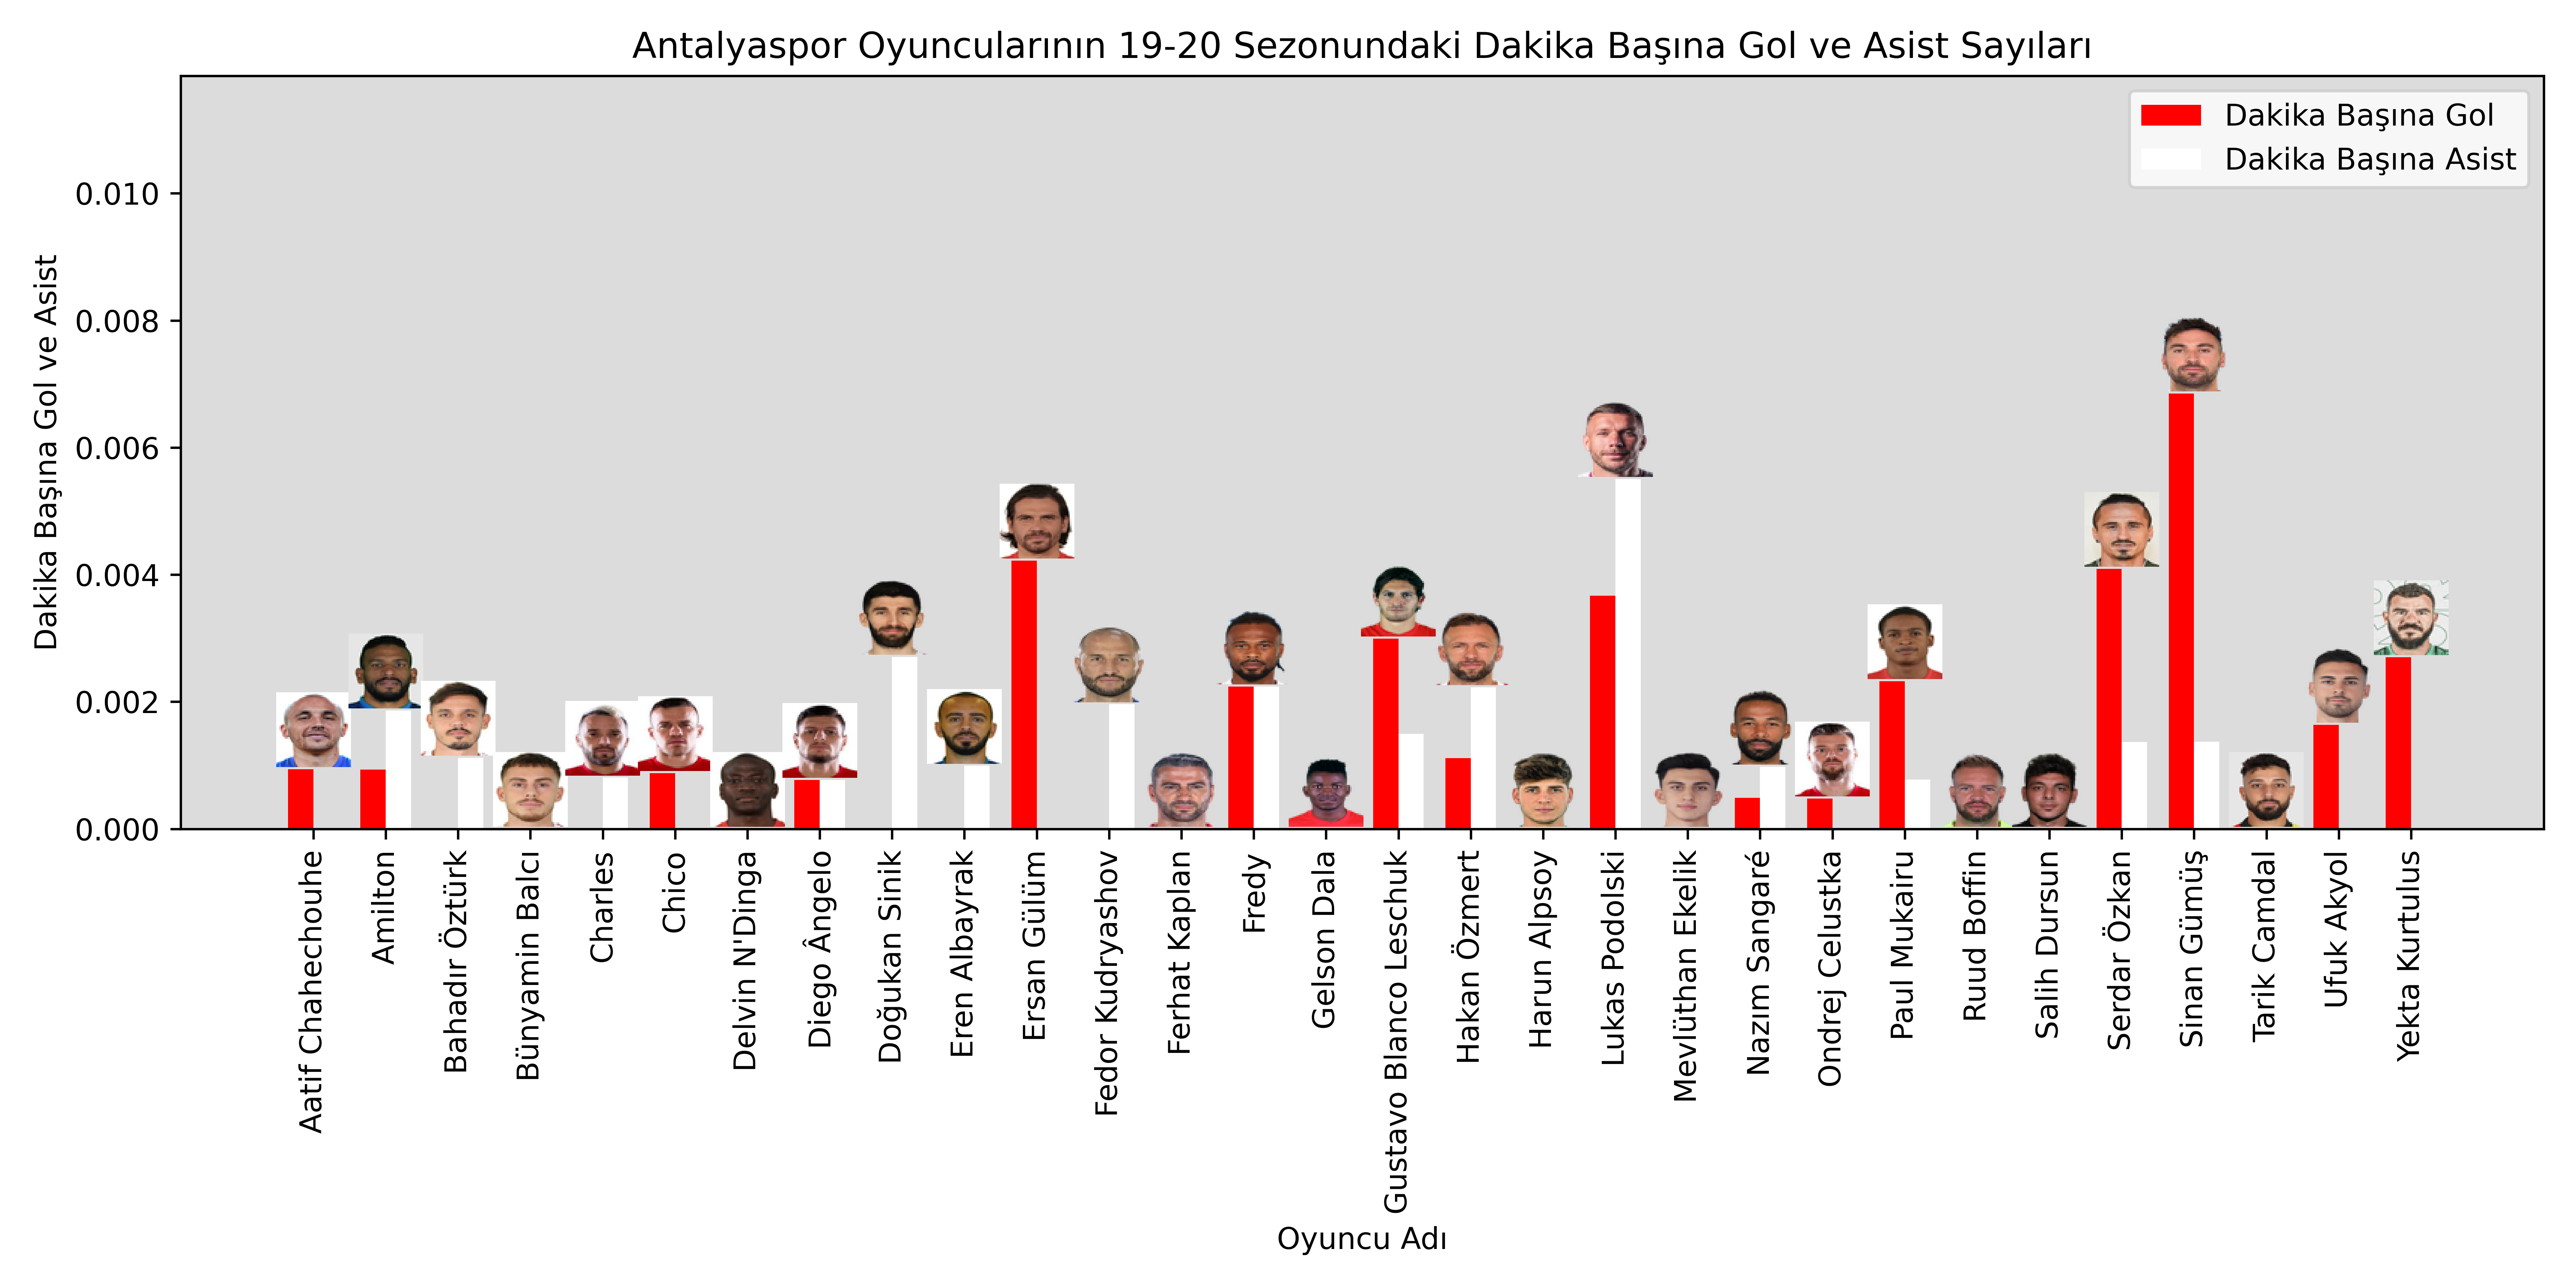 Antalyaspor Oyuncularının 19-20 Sezonundaki Dakika Başına Gol ve Asist Sayıları
Dakika Başına Gol
Dakika Başına Asist
Dakika Başına Gol ve Asist
0.010
0.008
0.006
0.004
0.002
0.000
Aatif Chahechouhe
Amilton
Bahadır Öztürk
Bünyamin Balcı
Charles
Chico
Delvin N'Dinga
Diego Ângelo
Doğukan Sinik
Eren Albayrak
Ersan Gülüm
Fedor Kudryashov
Ferhat Kaplan
Fredy
Gelson Dala
Gustavo Blanco Leschuk
Hakan Özmert
Harun Alpsoy
Lukas Podolski
Mevlüthan Ekelik
Nazım Sangaré
Ondrej Celustka
Paul Mukairu
Ruud Boffin
Salih Dursun
Serdar Özkan
Sinan Gümüş
Tarik Camdal
Ufuk Akyol
Yekta Kurtulus
Oyuncu Adı